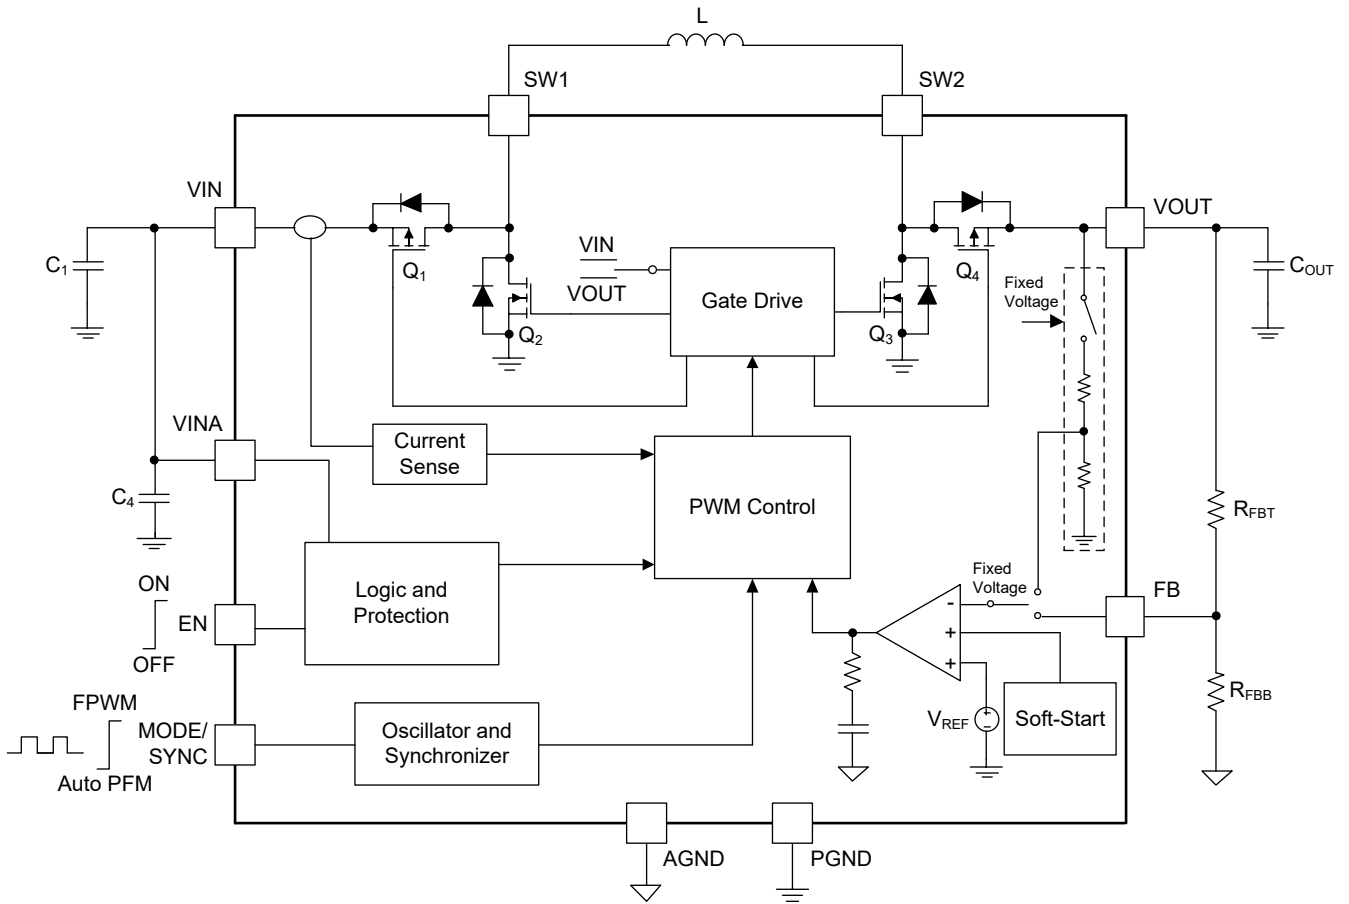 L
SW1
SW2
VIN
VOUT
C1
Q1
VIN
VOUT
Gate Drive
Q2
Q3
Q4
Fixed
Voltage
COUT
VINA
Current
Sense
C4
PWM Control
RFBT
ON
EN
OFF
Logic and
Protection
Fixed
Voltage
FB
-
+
+
RFBB
FPWM
MODE/
SYNC
Auto PFM
Oscillator and
Synchronizer
VREF
+
−
Soft-Start
AGND
PGND